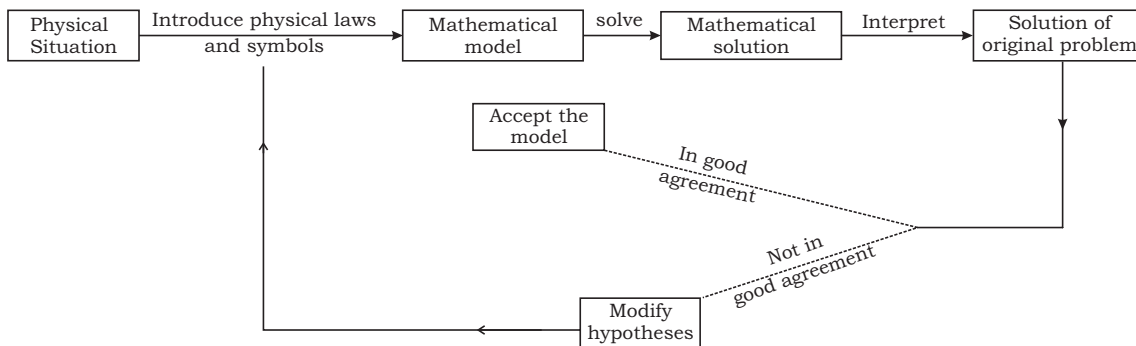 Physical
Situation
Introduce physical laws
and symbols
Mathematical
model
solve
Mathematical
solution
Interpret
Solution of
original problem
Accept the
model
In good
agreement
Not in
good agreement
Modify
hypotheses